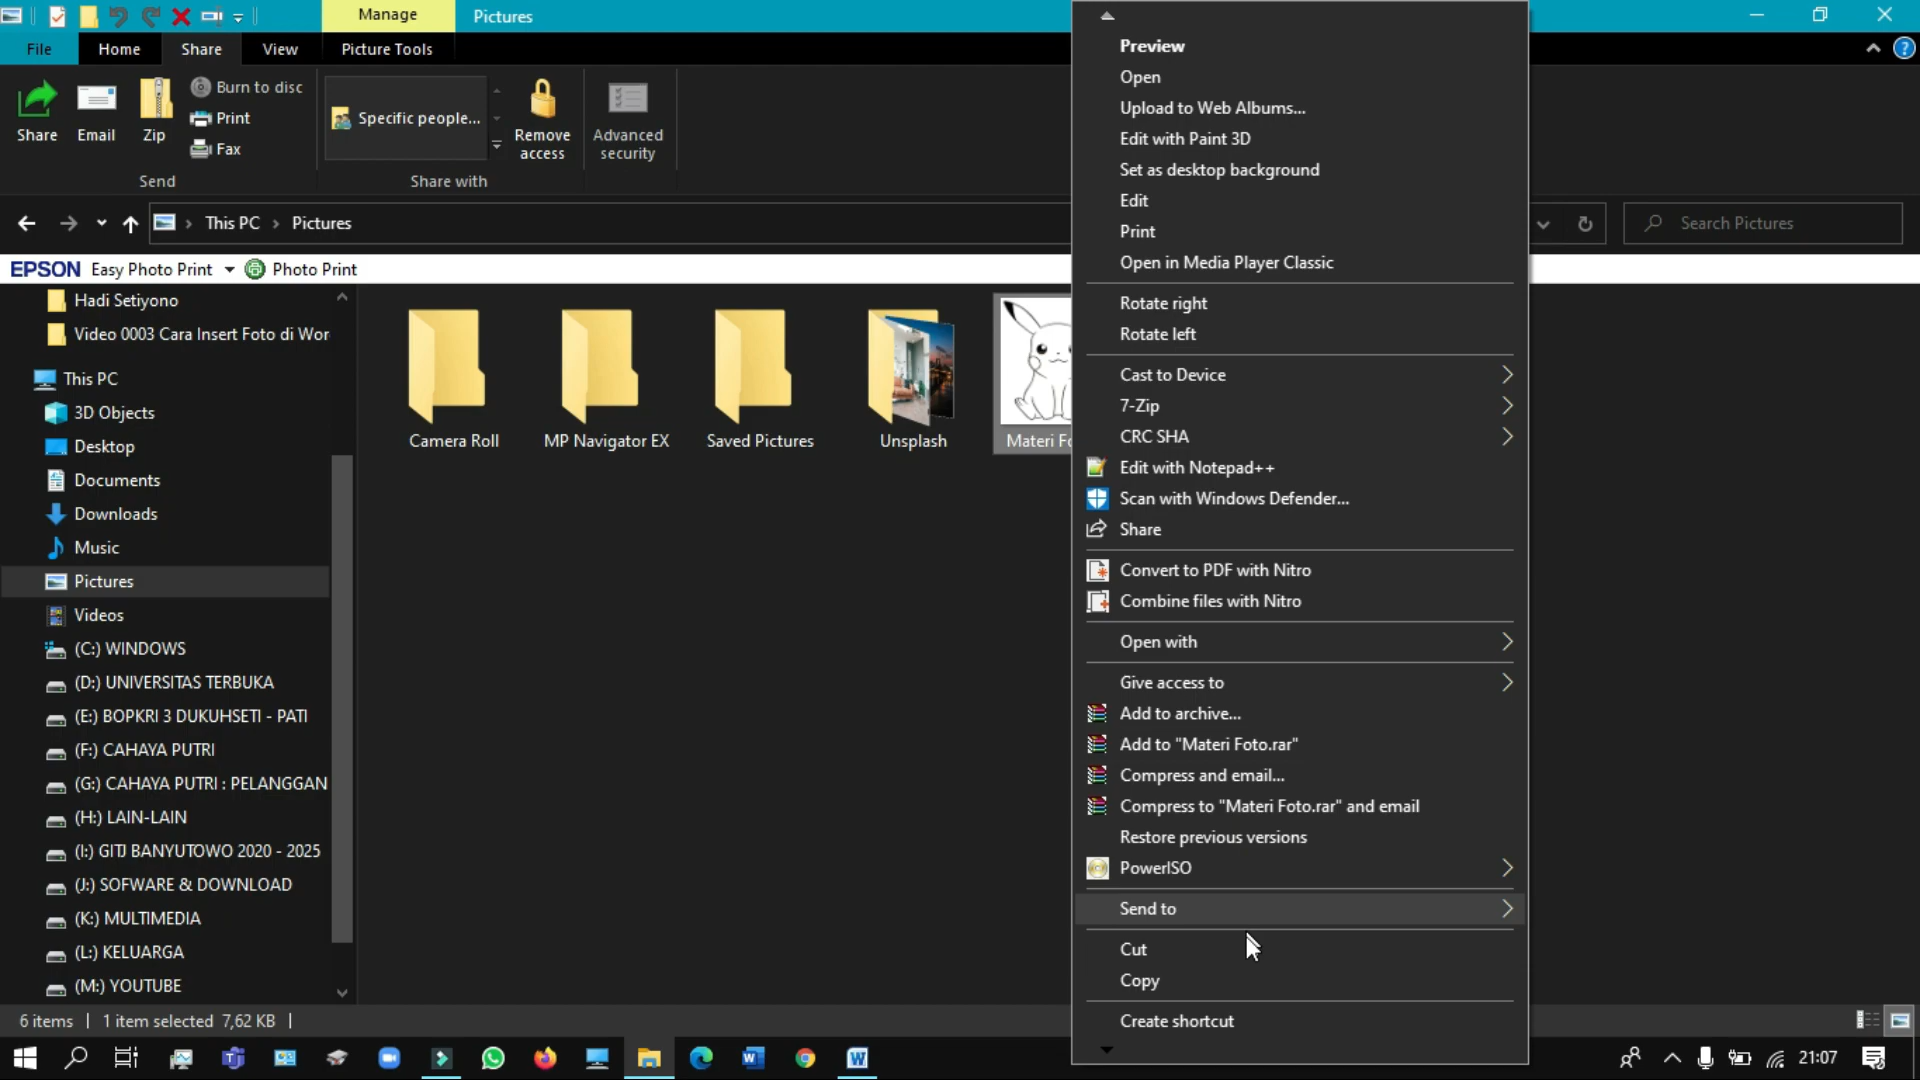 Manage
Pictures
File
Home
Share
View
Picture Tools
Share
Email
Zip
Burn to disc
Print
Fax
Specific people...
Remove access
Advanced security
Send
Share with
This PC
Pictures
Search Pictures
EPSON Easy Photo Print
Photo Print
Hadi Setiyono
Video 0003 Cara Insert Foto di Wor
This PC
3D Objects
Desktop
Documents
Downloads
Music
Pictures
Videos
(C:) WINDOWS
(D:) UNIVERSITAS TERBUKA
(E:) BOPKRI 3 DUKUHSETI - PATI
(F:) CAHAYA PUTRI
(G:) CAHAYA PUTRI : PELANGGAN
(H:) LAIN-LAIN
(I:) GITJ BANYUTOWO 2020 - 2025
(J:) SOFWARE & DOWNLOAD
(K:) MULTIMEDIA
(L:) KELUARGA
(M:) YOUTUBE
Camera Roll
MP Navigator EX
Saved Pictures
Unsplash
Materi Fo
Preview
Open
Upload to Web Albums...
Edit with Paint 3D
Set as desktop background
Edit
Print
Open in Media Player Classic
Rotate right
Rotate left
Cast to Device
7-Zip
CRC SHA
Edit with Notepad++
Scan with Windows Defender...
Share
Convert to PDF with Nitro
Combine files with Nitro
Open with
Give access to
Add to archive...
Add to "Materi Foto.rar"
Compress and email...
Compress to "Materi Foto.rar" and email
Restore previous versions
PowerISO
Send to
Cut
Copy
Create shortcut
6 items
1 item selected 7,62 KB
21:07